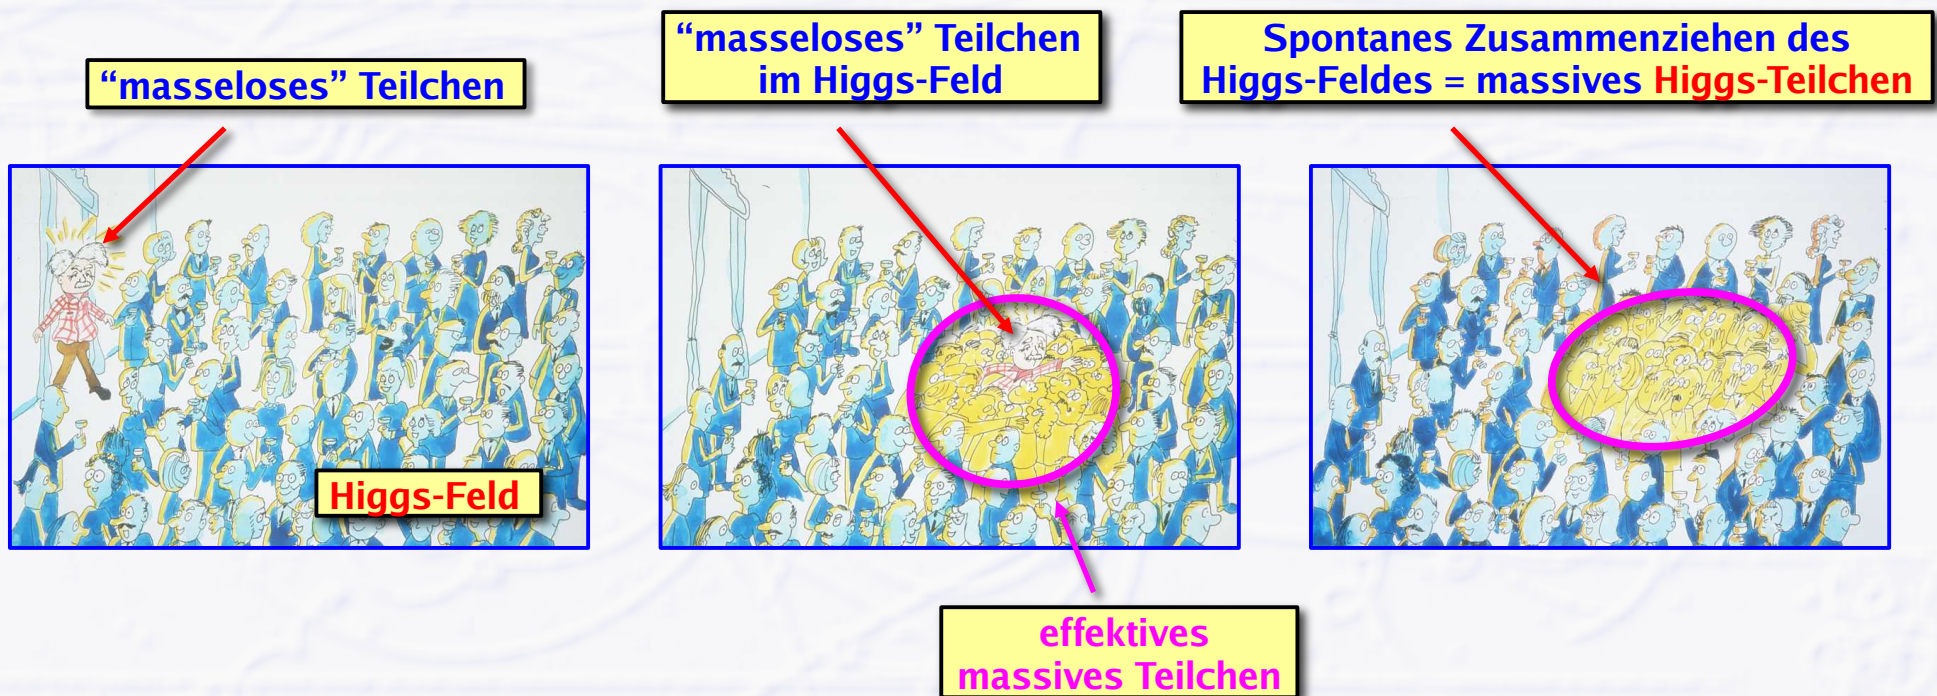 “masseloses” Teilchen
“masseloses” Teilchen
im Higgs-Feld
Spontanes Zusammenziehen des
Higgs-Feldes = massives Higgs-Teilchen
Higgs-Feld
effektives
massives Teilchen